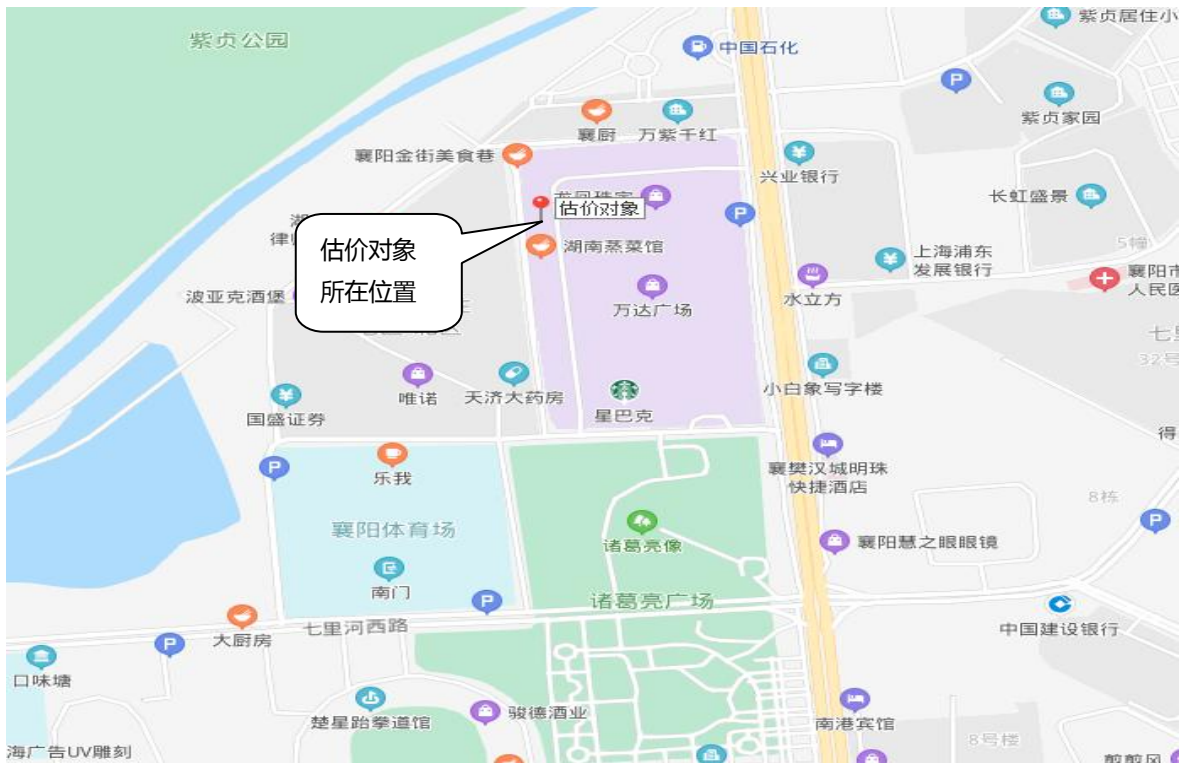 紫贞公园
紫贞居住小
中国石化
紫贞家园
襄厨
万紫千红
襄阳金街美食巷
兴业银行
长虹盛景
估价对象
湖南蒸菜馆
估价对象
所在位置
5幢
上海浦东
发展银行
襄阳市
人民医
波亚克酒堡
万达广场
水立方
32号
唯诺
天济大药房
星巴克
小白象写字楼
国盛证券
得
乐我
襄樊汉城明珠
快捷酒店
8栋
襄阳体育场
诸葛亮像
襄阳慧之眼眼镜
南门
诸葛亮广场
七里河西路
大厨房
中国建设银行
口味塘
楚星跆拳道馆
骏德酒业
南港宾馆
8号楼
海广告UV雕刻